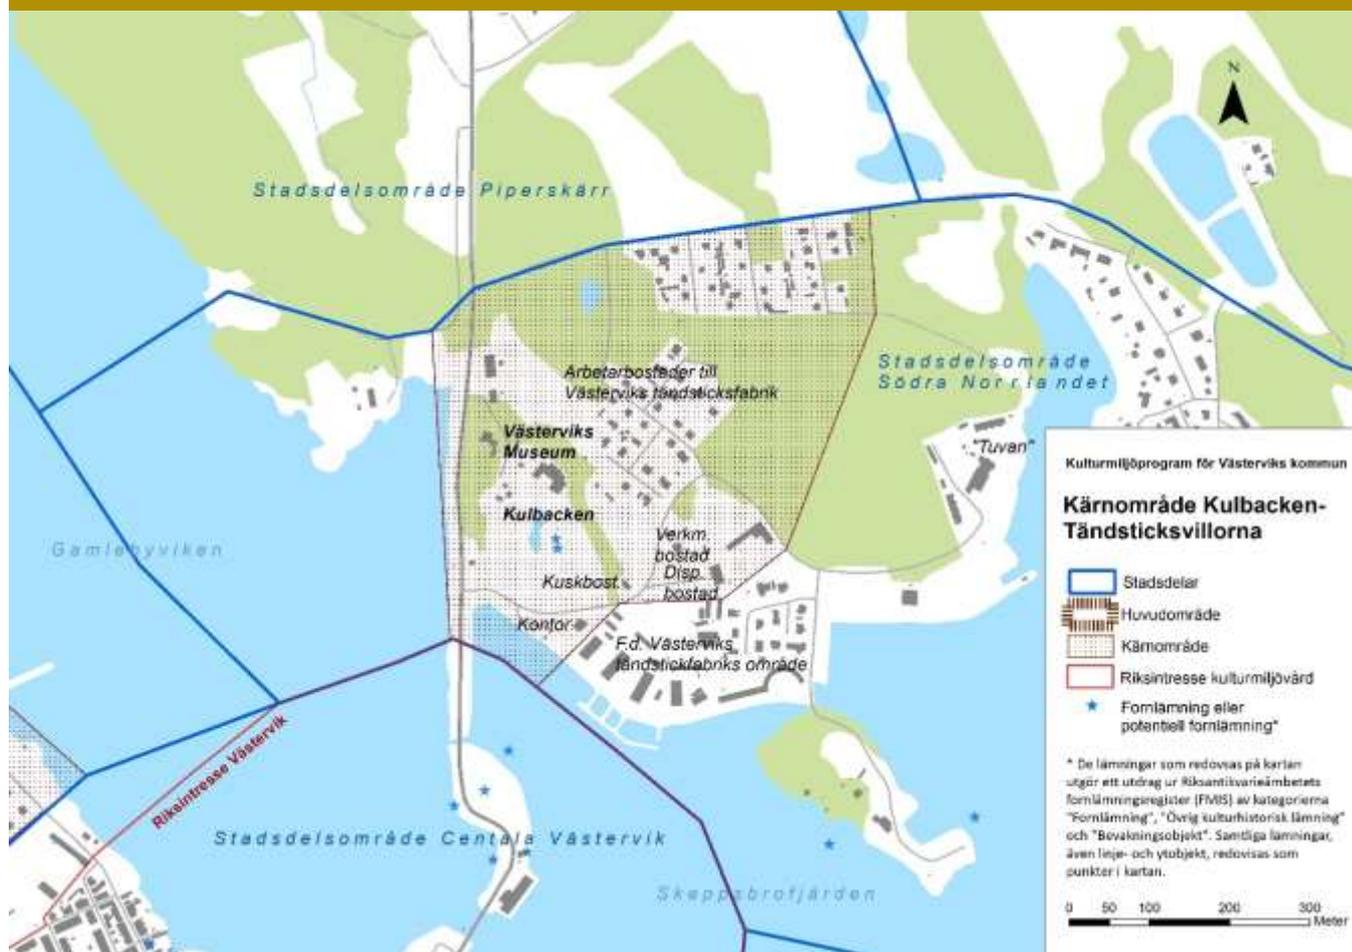 N
Stadsdelsområde Piperskärr
Stadsdelsområde
Södra Norrlandet
Arbetarbostäder till
Västerviks tändsticksfabrik
Västerviks
Museum
"Tuvan"
Kulbacken
Gamlebyviken
Verkm.
bostad
Disp.
bostad
Kuskbost.
Kontor
F.d. Västerviks
tändstickfabriks område
Riksintresse Västervik
Stadsdelsområde Centala Västervik
Skeppsbrofjärden
Kulturmiljöprogram för Västerviks kommun
Kärnområde Kulbacken-
Tändsticksvillorna
Stadsdelar
Huvudområde
Kärnområde
Riksintresse kulturmiljövård
Fornlämning eller
potentiell fornlämning*
* De lämningar som redovsas på kartan
utgör ett utdrag ur Riksantikvarieämbetets
fornlämningsregister (FMIS) av kategorierna
"Fornlämning", "Övrig kulturhistorisk lämning"
och "Bevakningsobjekt". Samtliga lämningar,
även linje- och ytobjekt, redovisas som
punkter i kartan.
0 50 100 200 300
Meter